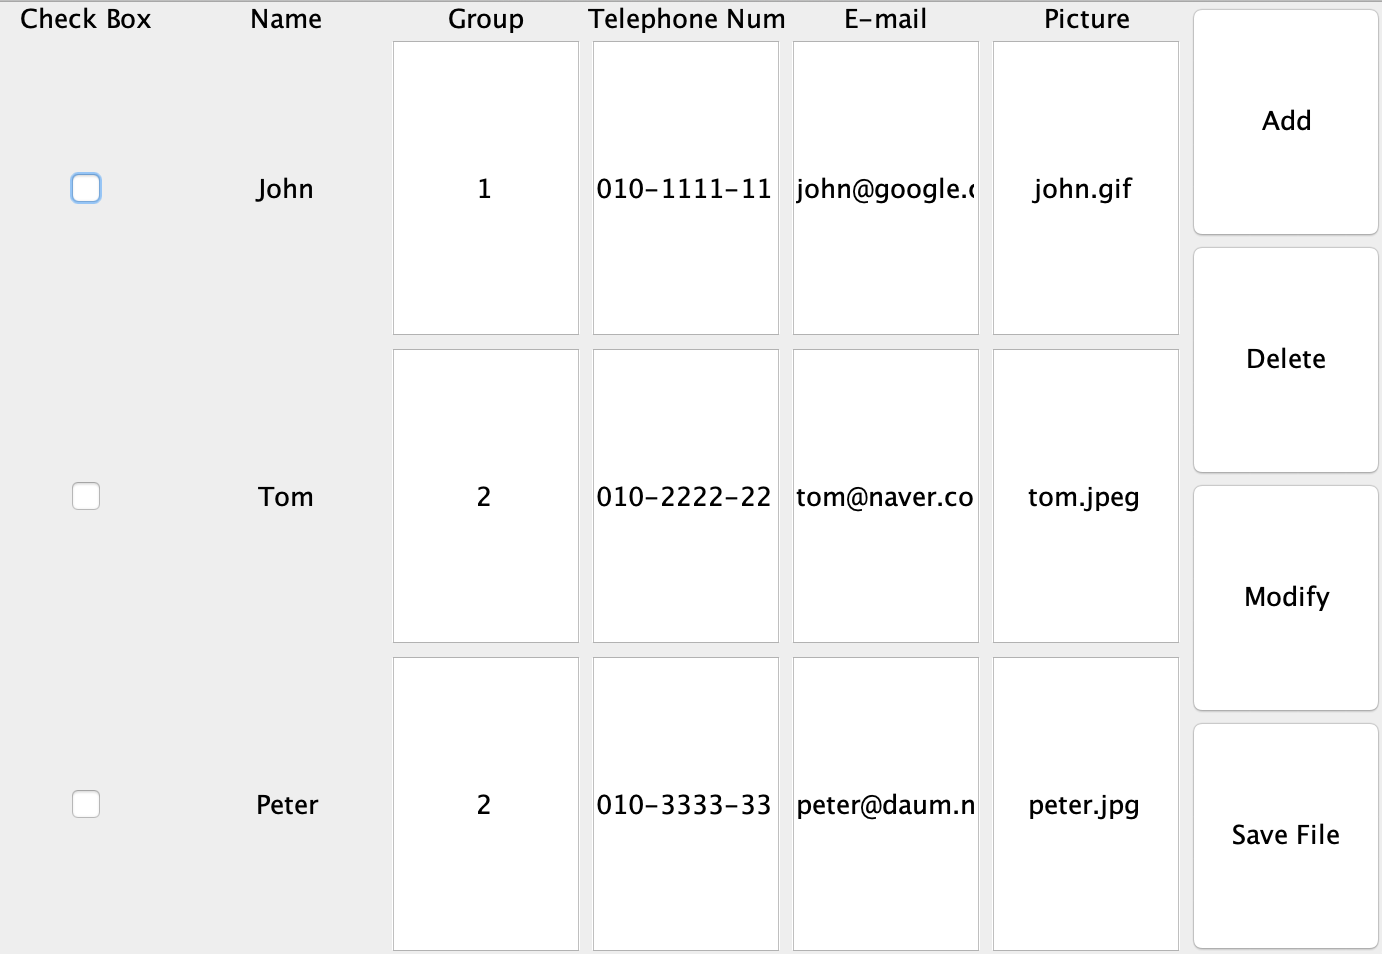 Check Box Name Group Telephone Num E-mail Picture
Add
John 1 010-1111-11 john@google.c john.gif
Delete
Tom 2 010-2222-22 tom@naver.co tom.jpeg
Modify
Peter 2 010-3333-33 peter@daum.n peter.jpg
Save File